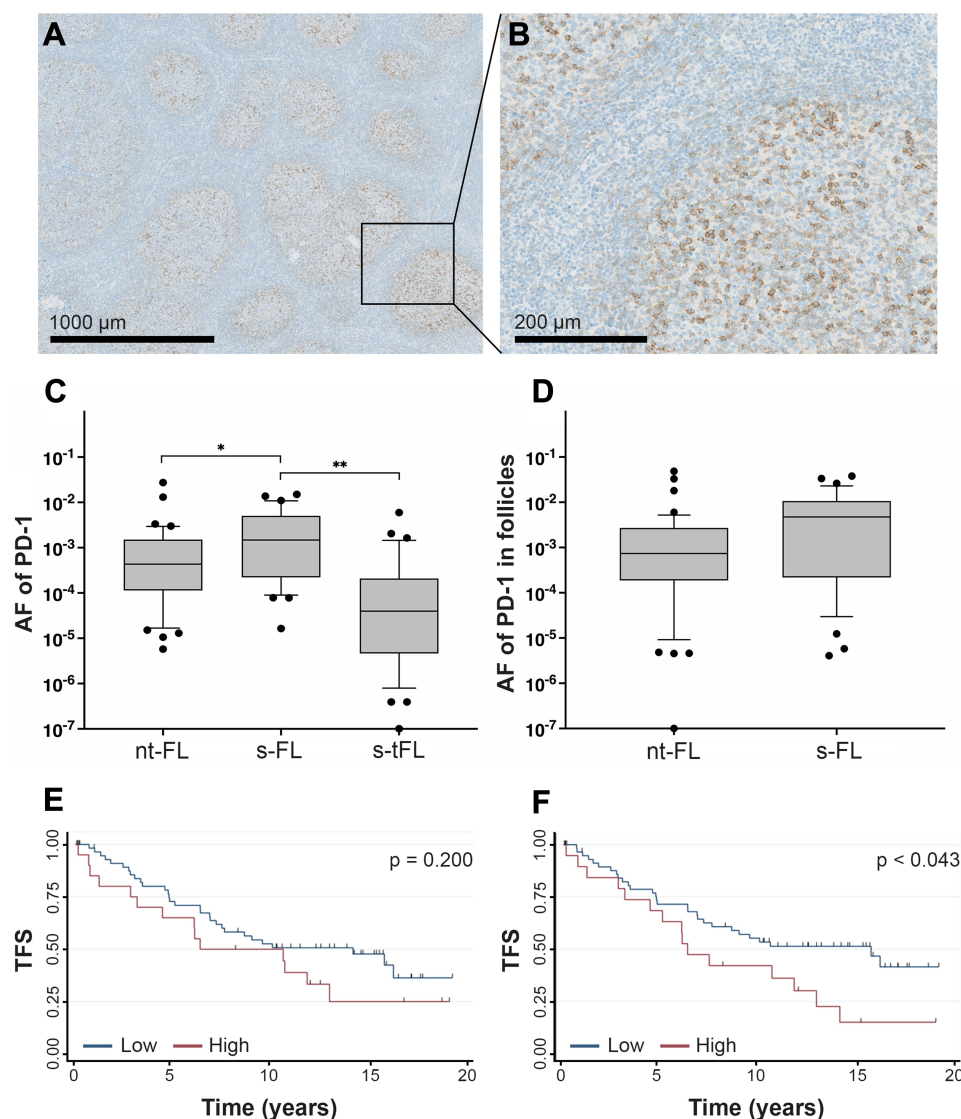 A
B
1000 µm
200 µm
C
D
AF of PD-1
10-1
10-2
10-3
10-4
10-5
10-6
10-7
*
**
nt-FL
s-FL
s-tFL
AF of PD-1 in follicles
10-1
10-2
10-3
10-4
10-5
10-6
10-7
nt-FL
s-FL
E
F
TFS
1.00
0.75
0.50
0.25
0.00
p = 0.200
Low
High
0
5
10
15
20
Time (years)
TFS
1.00
0.75
0.50
0.25
0.00
p < 0.043
Low
High
0
5
10
15
20
Time (years)